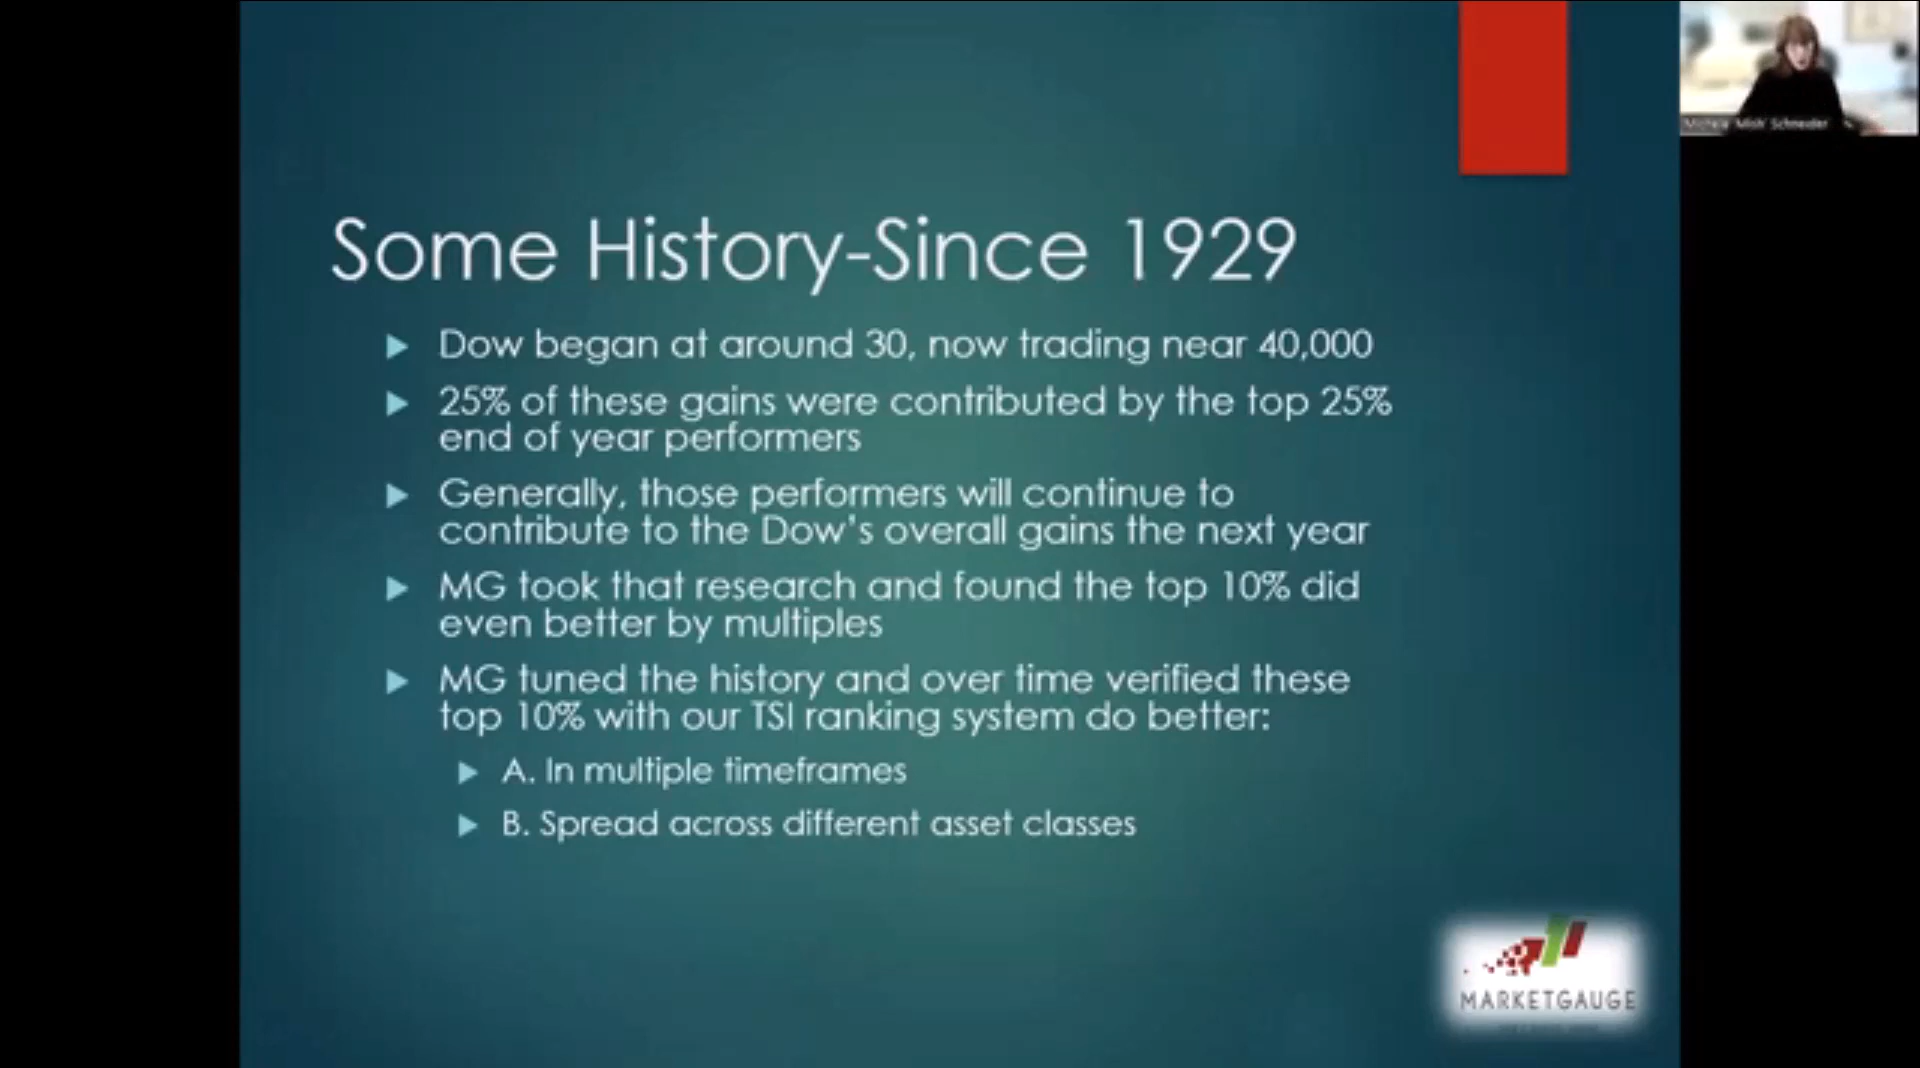 Some History-Since 1929
Dow began at around 30, now trading near 40,000
25% of these gains were contributed by the top 25%
end of year performers
Generally, those performers will continue to
contribute to the Dow's overall gains the next year
MG took that research and found the top 10% did
even better by multiples
MG tuned the history and over time verified these
top 10% with our TSI ranking system do better:
A. In multiple timeframes
B. Spread across different asset classes
MARKETGAUGE
Schneider